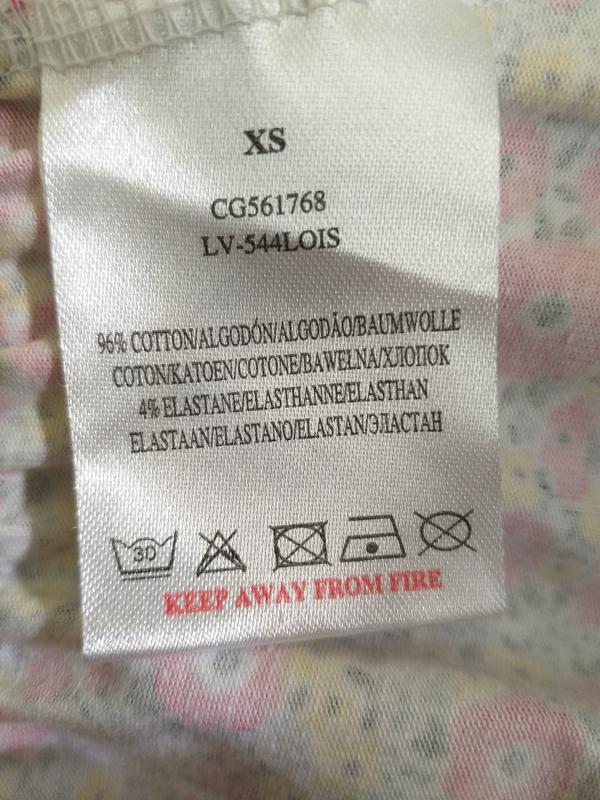 XS
CG561768
LV-544LOIS
96% COTTON/ALGODÓN/ALGODÃO/BAUMWOLLE
COTON/KATOEN/COTONE/BAWELNA/ХЛОПОК
4% ELASTANE/ELASTHANNE/ELASTHAN
ELASTAAN/ELASTANO/ELASTAN/ЭЛАСТАН
30
KEEP AWAY FROM FIRE